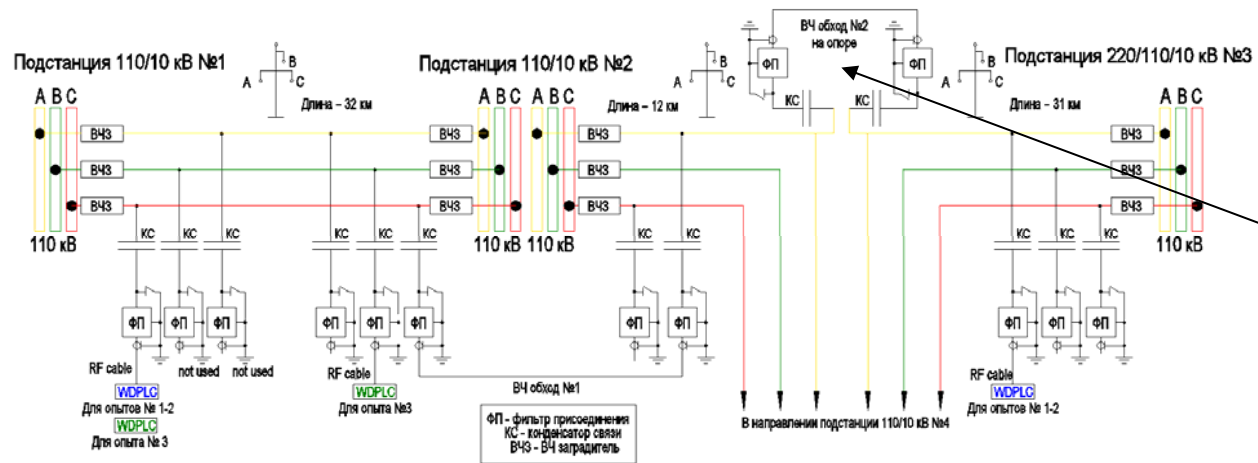 ВЧ обход №2
на опоре
ФП
ФП
КС
КС
Подстанция 110/10 кВ №1
А
В
С
Подстанция 110/10 кВ №2
А
В
С
А
В
С
Подстанция 220/110/10 кВ №3
Длина – 32 км
Длина – 12 км
Длина – 31 км
А В С
А В С
А В С
А В С
ВЧЗ ВЧЗ ВЧЗ ВЧЗ
ВЧЗ ВЧЗ ВЧЗ ВЧЗ
ВЧЗ ВЧЗ ВЧЗ ВЧЗ
110 кВ
110 кВ
110 кВ
110 кВ
КС КС КС
КС КС КС
КС КС
КС КС КС
ФП ФП ФП
ФП ФП ФП
ФП ФП
ФП ФП ФП
RF cable
not used
not used
WDPLC
Для опытов № 1-2
WDPLC
Для опыта № 3
RF cable
WDPLC
Для опыта №3
ВЧ обход №1
ФП - фильтр присоединения
КС - конденсатор связи
ВЧЗ - ВЧ заградитель
В направлении подстанции 110/10 кВ №4
RF cable
WDPLC
Для опытов № 1-2